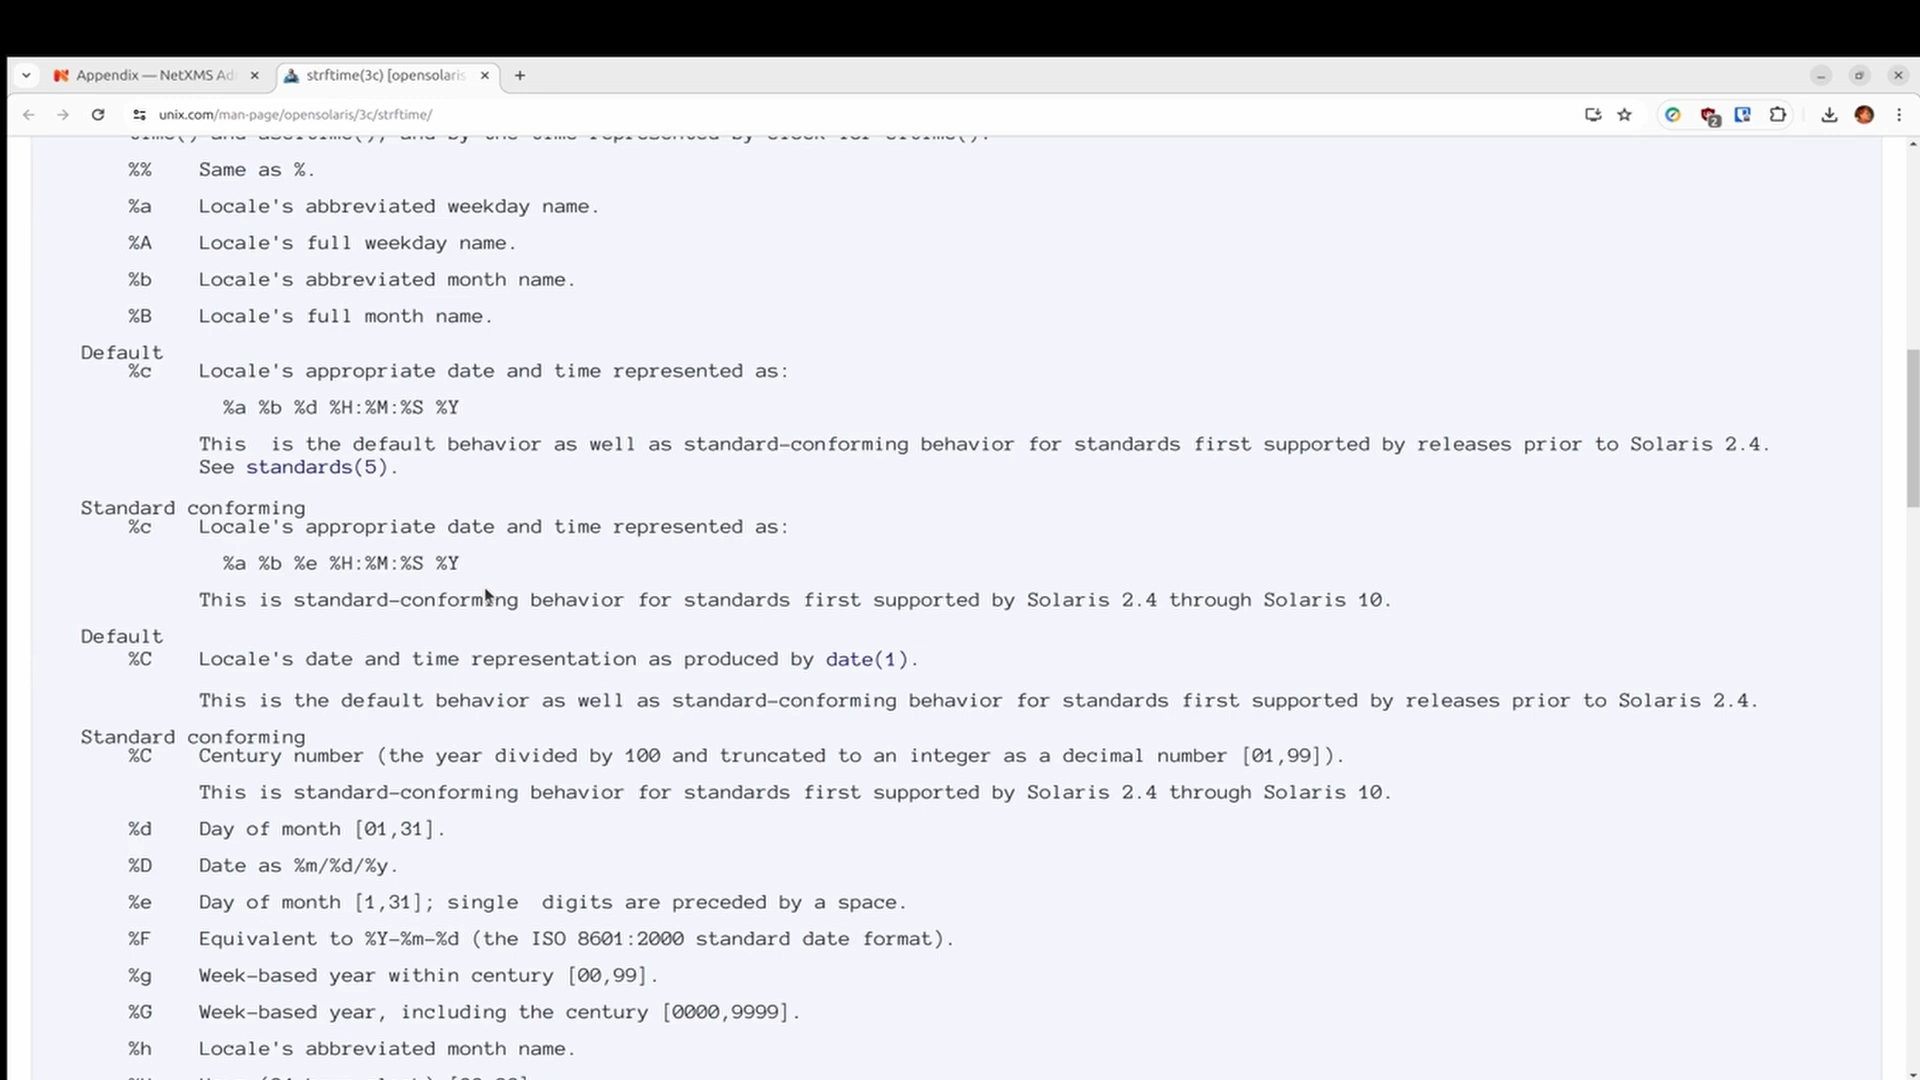 Appendix — NetXMS Ad
strftime(3c) [opensolaris
unix.com/man-page/opensolaris/3c/strftime/
2
%% Same as %.
%a Locale's abbreviated weekday name.
%A Locale's full weekday name.
%b Locale's abbreviated month name.
%B Locale's full month name.
Default
%c Locale's appropriate date and time represented as:
%a %b %d %H:%M:%S %Y
This  is the default behavior as well as standard-conforming behavior for standards first supported by releases prior to Solaris 2.4.
See standards(5).
Standard conforming
%c Locale's appropriate date and time represented as:
%a %b %e %H:%M:%S %Y
This is standard-conforming behavior for standards first supported by Solaris 2.4 through Solaris 10.
Default
%C Locale's date and time representation as produced by date(1).
This is the default behavior as well as standard-conforming behavior for standards first supported by releases prior to Solaris 2.4.
Standard conforming
%C Century number (the year divided by 100 and truncated to an integer as a decimal number [01,99]).
This is standard-conforming behavior for standards first supported by Solaris 2.4 through Solaris 10.
%d Day of month [01,31].
%D Date as %m/%d/%y.
%e Day of month [1,31]; single  digits are preceded by a space.
%F Equivalent to %Y-%m-%d (the ISO 8601:2000 standard date format).
%g Week-based year within century [00,99].
%G Week-based year, including the century [0000,9999].
%h Locale's abbreviated month name.